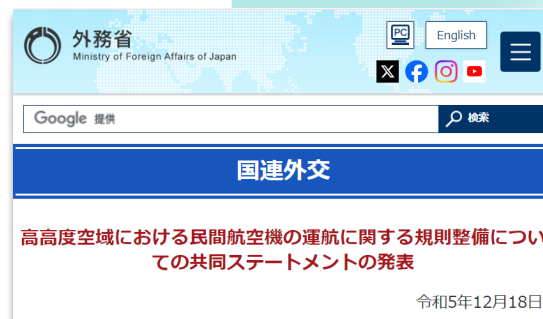 外務省
Ministry of Foreign Affairs of Japan
PC
English
Google 提供
検索
国連外交
高高度空域における民間航空機の運航に関する規則整備につい
ての共同ステートメントの発表
令和5年12月18日